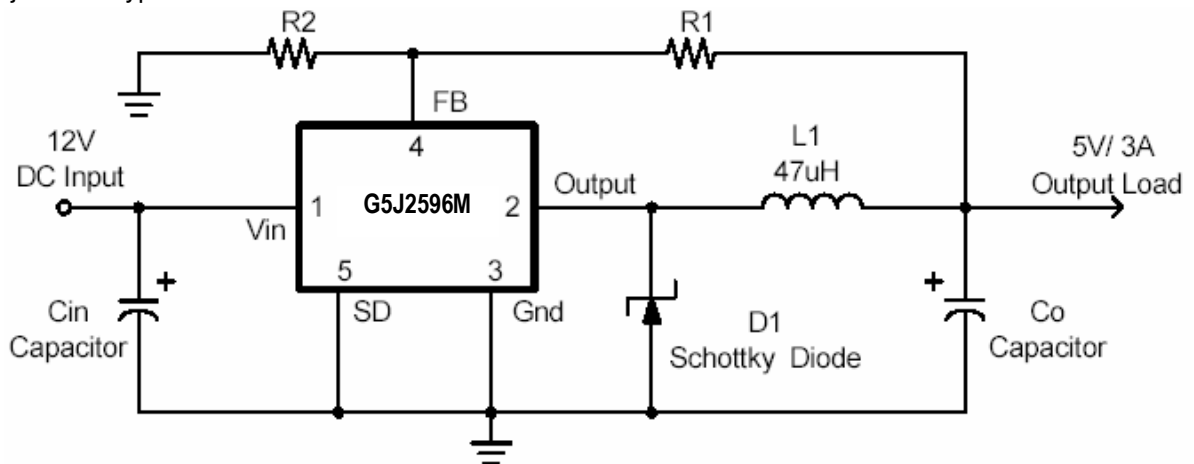 R2
R1
FB
4
12V
DC Input
L1
47uH
5V/ 3A
Output Load
Output
1
G5J2596M
2
Vin
5
3
SD
Gnd
+
Cin
Capacitor
D1
Schottky Diode
+
Co
Capacitor